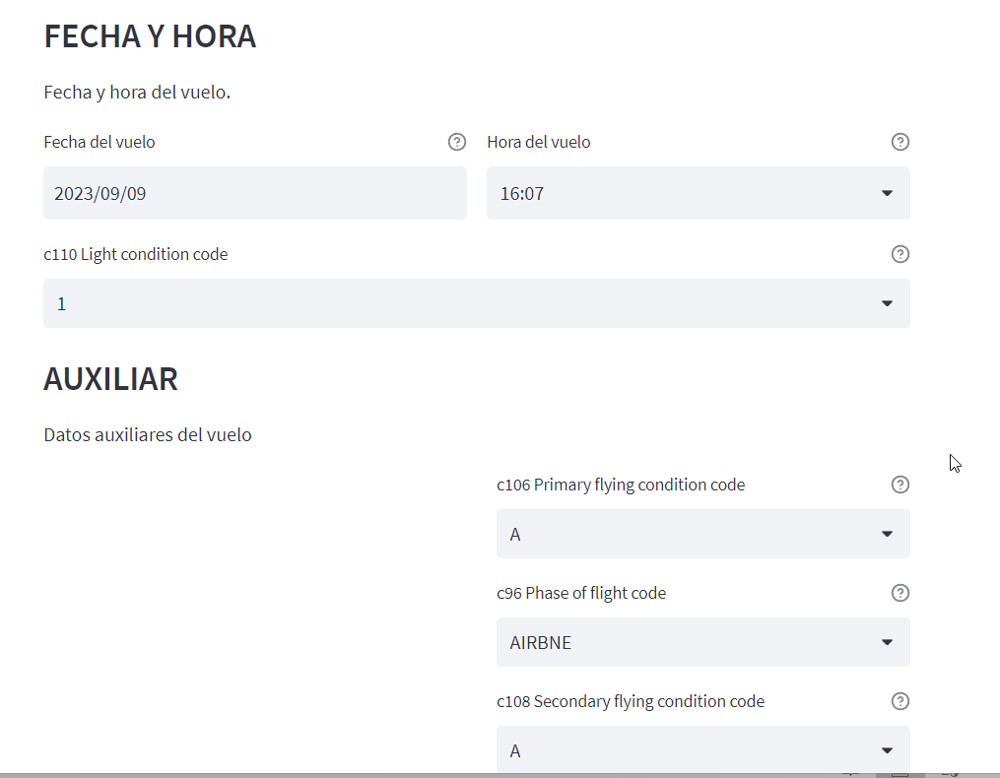 FECHA Y HORA
Fecha y hora del vuelo.
Fecha del vuelo
Hora del vuelo
2023/09/09
16:07
c110 Light condition code
1
AUXILIAR
Datos auxiliares del vuelo
c106 Primary flying condition code
A
c96 Phase of flight code
AIRBNE
c108 Secondary flying condition code
A